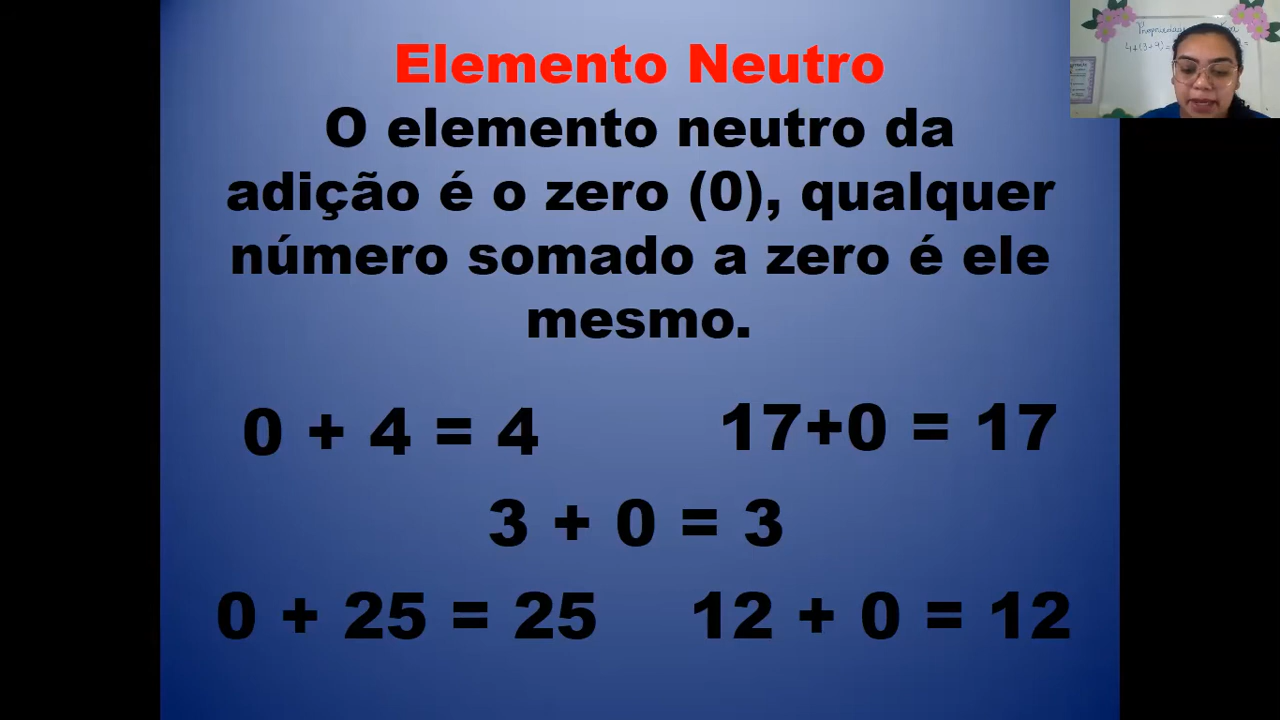 Elemento Neutro
O elemento neutro da
adição é o zero (0), qualquer
número somado a zero é ele
mesmo.
0 + 4 = 4
17+0 = 17
3 + 0 = 3
0 + 25 = 25
12 + 0 = 12